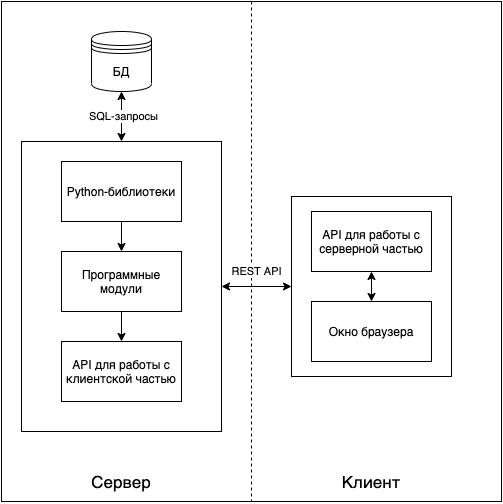 БД
SQL-запросы
Python-библиотеки
Программные
модули
API для работы с
клиентской частью
REST API
API для работы с
серверной частью
Окно браузера
Сервер
Клиент